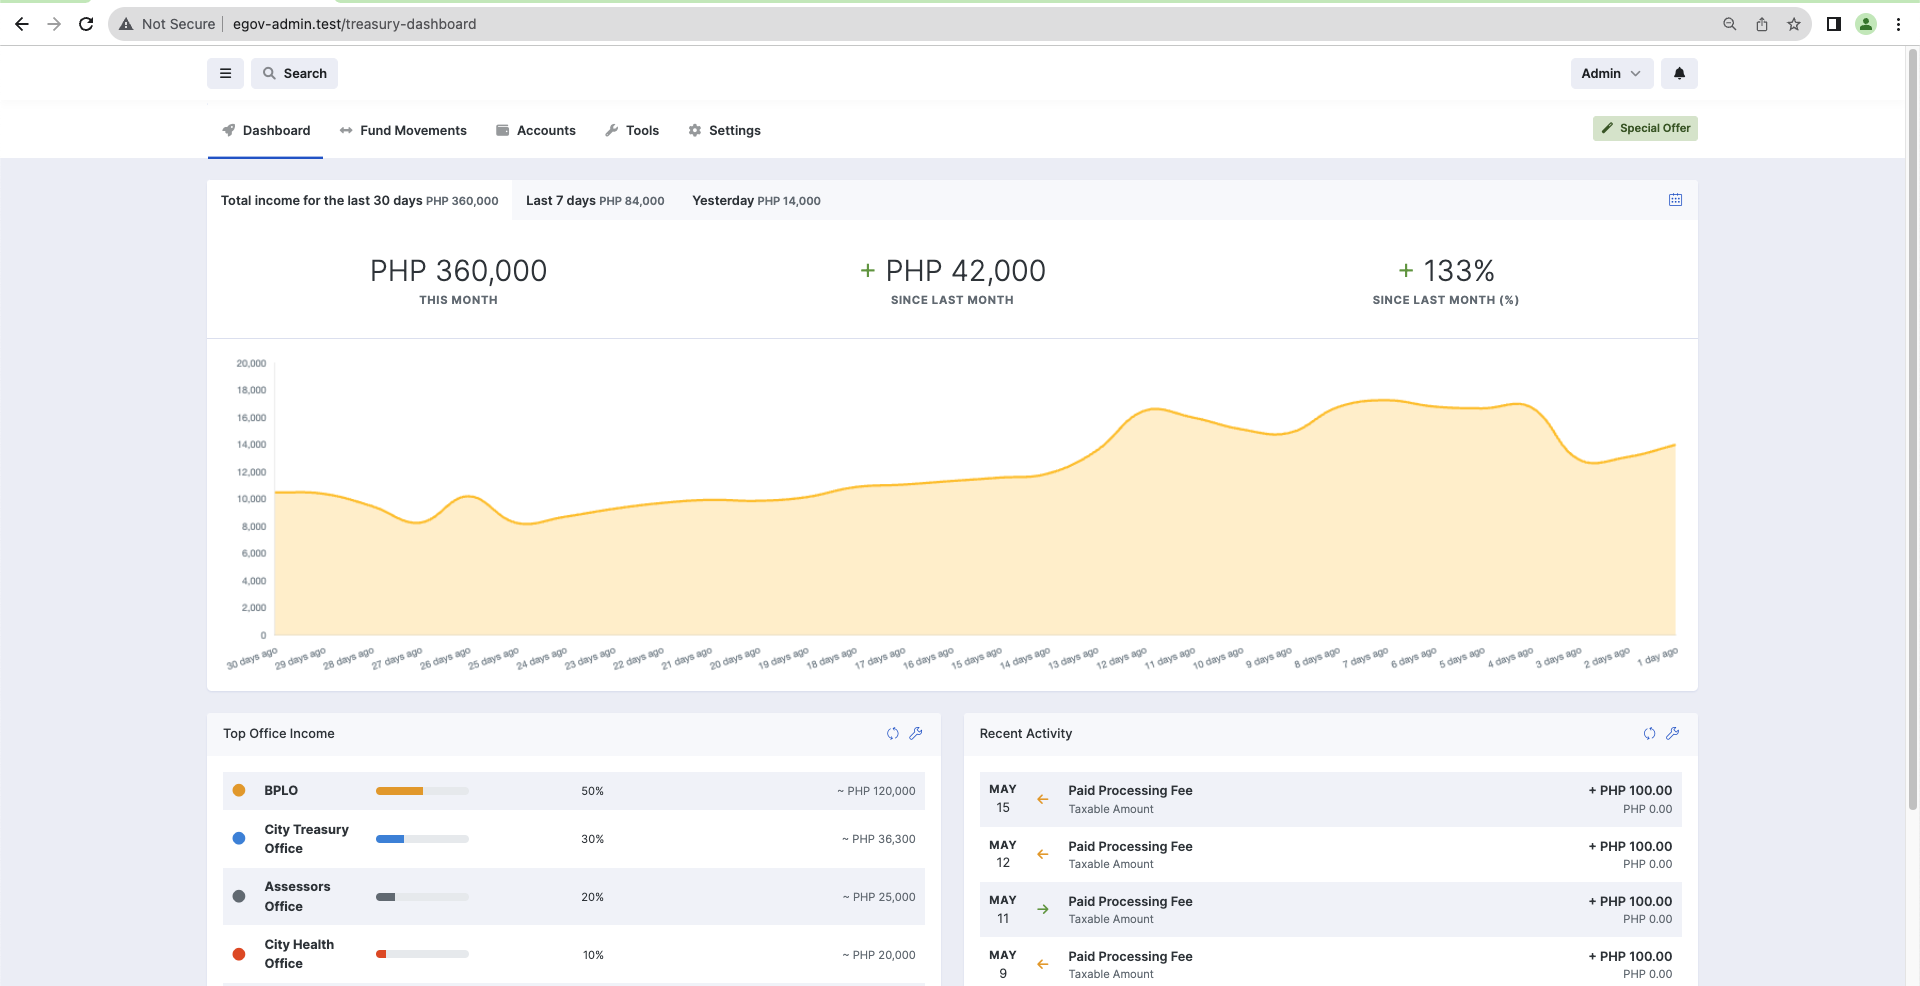 Not Secure | egov-admin.test/treasury-dashboard
Search
Admin
Dashboard Fund Movements Accounts Tools Settings
Special Offer
Total income for the last 30 days PHP 360,000 Last 7 days PHP 84,000 Yesterday PHP 14,000
PHP 360,000
THIS MONTH
+ PHP 42,000
SINCE LAST MONTH
+ 133%
SINCE LAST MONTH (%)
20,000
18,000
16,000
14,000
12,000
10,000
8,000
6,000
4,000
2,000
0
30 days ago
29 days ago
28 days ago
27 days ago
26 days ago
25 days ago
24 days ago
23 days ago
22 days ago
21 days ago
20 days ago
19 days ago
18 days ago
17 days ago
16 days ago
15 days ago
14 days ago
13 days ago
12 days ago
11 days ago
10 days ago
9 days ago
8 days ago
7 days ago
6 days ago
5 days ago
4 days ago
3 days ago
2 days ago
1 day ago
Top Office Income
BPLO 50% ~ PHP 120,000
City Treasury
Office
30% ~ PHP 36,300
Assessors
Office
20% ~ PHP 25,000
City Health
Office
10% ~ PHP 20,000
Recent Activity
MAY
15
Paid Processing Fee
Taxable Amount
+ PHP 100.00
PHP 0.00
MAY
12
Paid Processing Fee
Taxable Amount
+ PHP 100.00
PHP 0.00
MAY
11
Paid Processing Fee
Taxable Amount
+ PHP 100.00
PHP 0.00
MAY
9
Paid Processing Fee
Taxable Amount
+ PHP 100.00
PHP 0.00